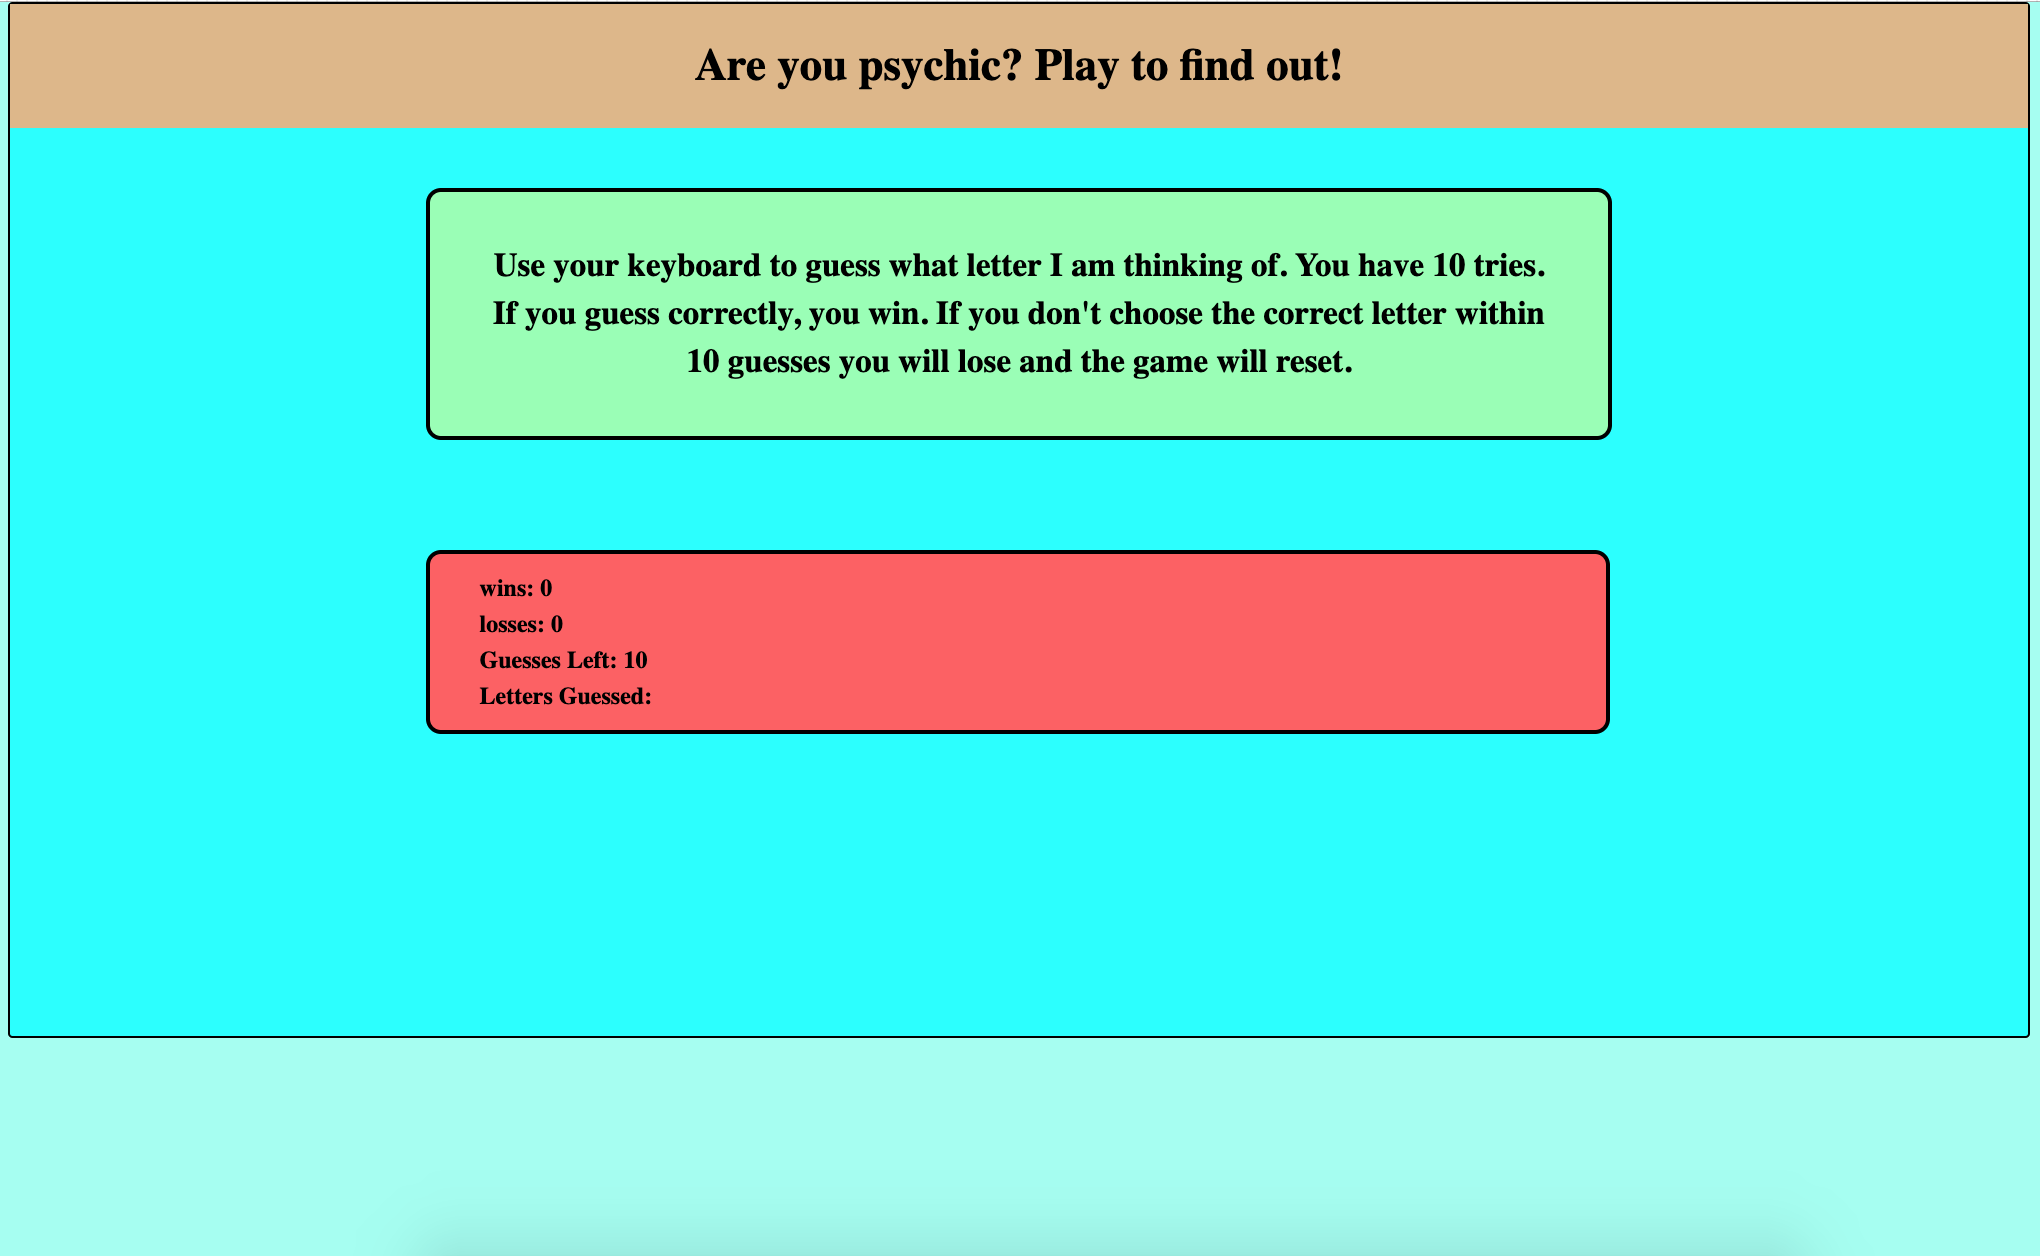 Are you psychic? Play to find out!
Use your keyboard to guess what letter I am thinking of. You have 10 tries.
If you guess correctly, you win. If you don't choose the correct letter within
10 guesses you will lose and the game will reset.
wins: 0
losses: 0
Guesses Left: 10
Letters Guessed: